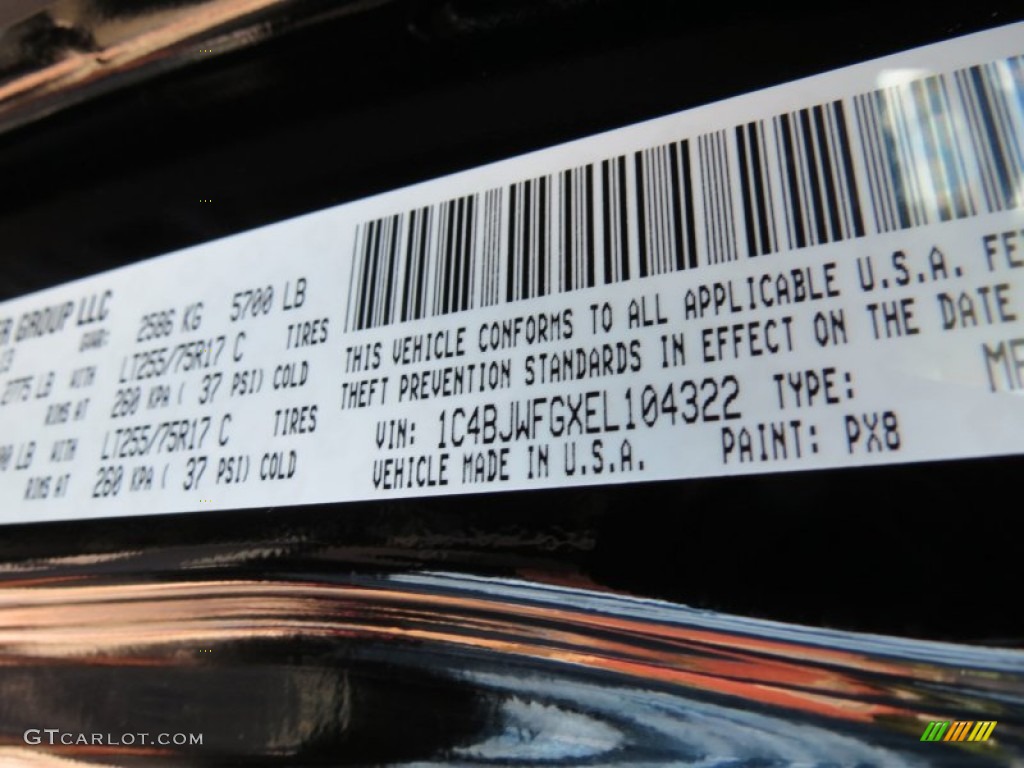 GROUP LLC
2586 KG 5700 LB
2775 LB WITH LT255/75R17 C TIRES
RIMS AT 260 KPA ( 37 PSI) COLD
LB WITH LT255/75R17 C TIRES
RIMS AT 260 KPA ( 37 PSI) COLD
THIS VEHICLE CONFORMS TO ALL APPLICABLE U.S.A.
THEFT PREVENTION STANDARDS IN EFFECT ON THE DATE
VIN: 1C4BJWFGXEL104322 TYPE:
VEHICLE MADE IN U.S.A. PAINT: PX8
GTCARLOT.COM